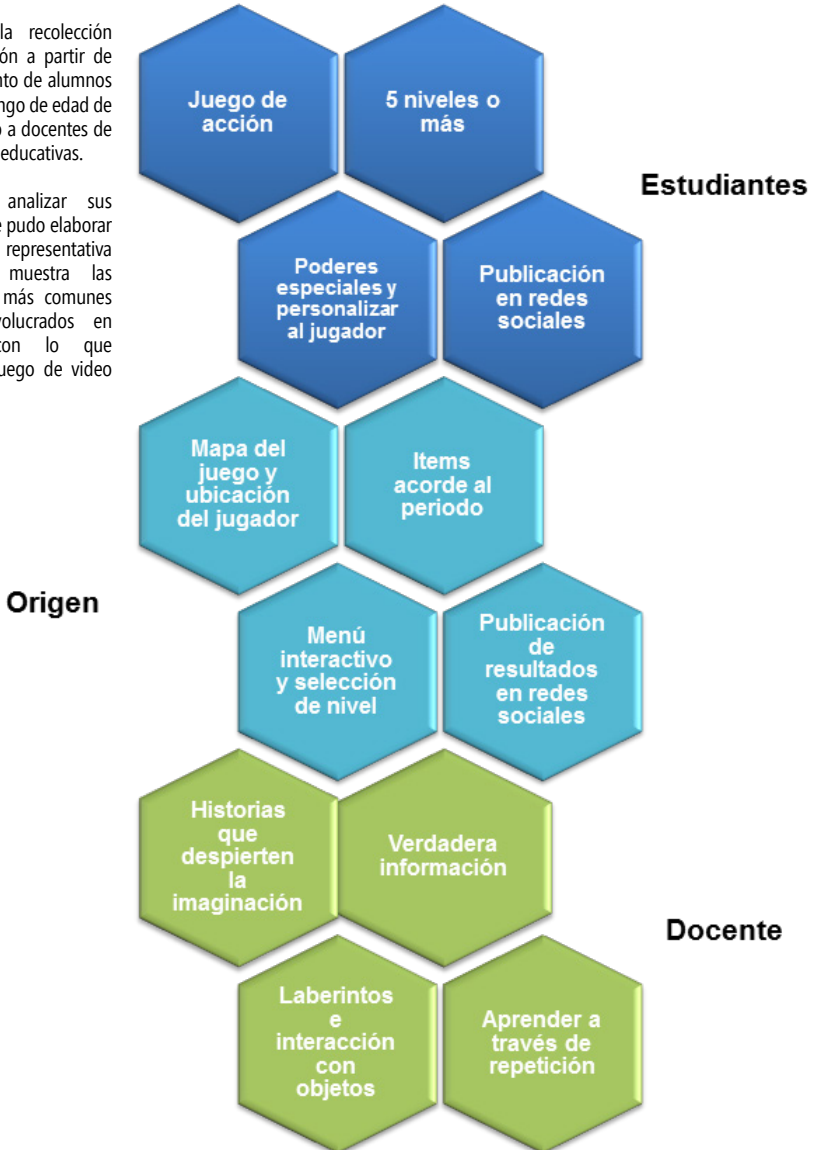 la recolección
ón a partir de
nto de alumnos
ngo de edad de
o a docentes de
educativas.
analizar sus
e pudo elaborar
representativa
muestra las
más comunes
volucrados en
con lo que
uego de video
Juego de
acción
5 niveles o
más
Estudiantes
Poderes
especiales y
personalizar
al jugador
Publicación
en redes
sociales
Mapa del
juego y
ubicación
del jugador
Items
acorde al
periodo
Origen
Menú
interactivo
y selección
de nivel
Publicación
de
resultados
en redes
sociales
Historias
que
despierten
la
imaginación
Verdadera
información
Docente
Laberintos
e
interacción
con
objetos
Aprender a
través de
repetición